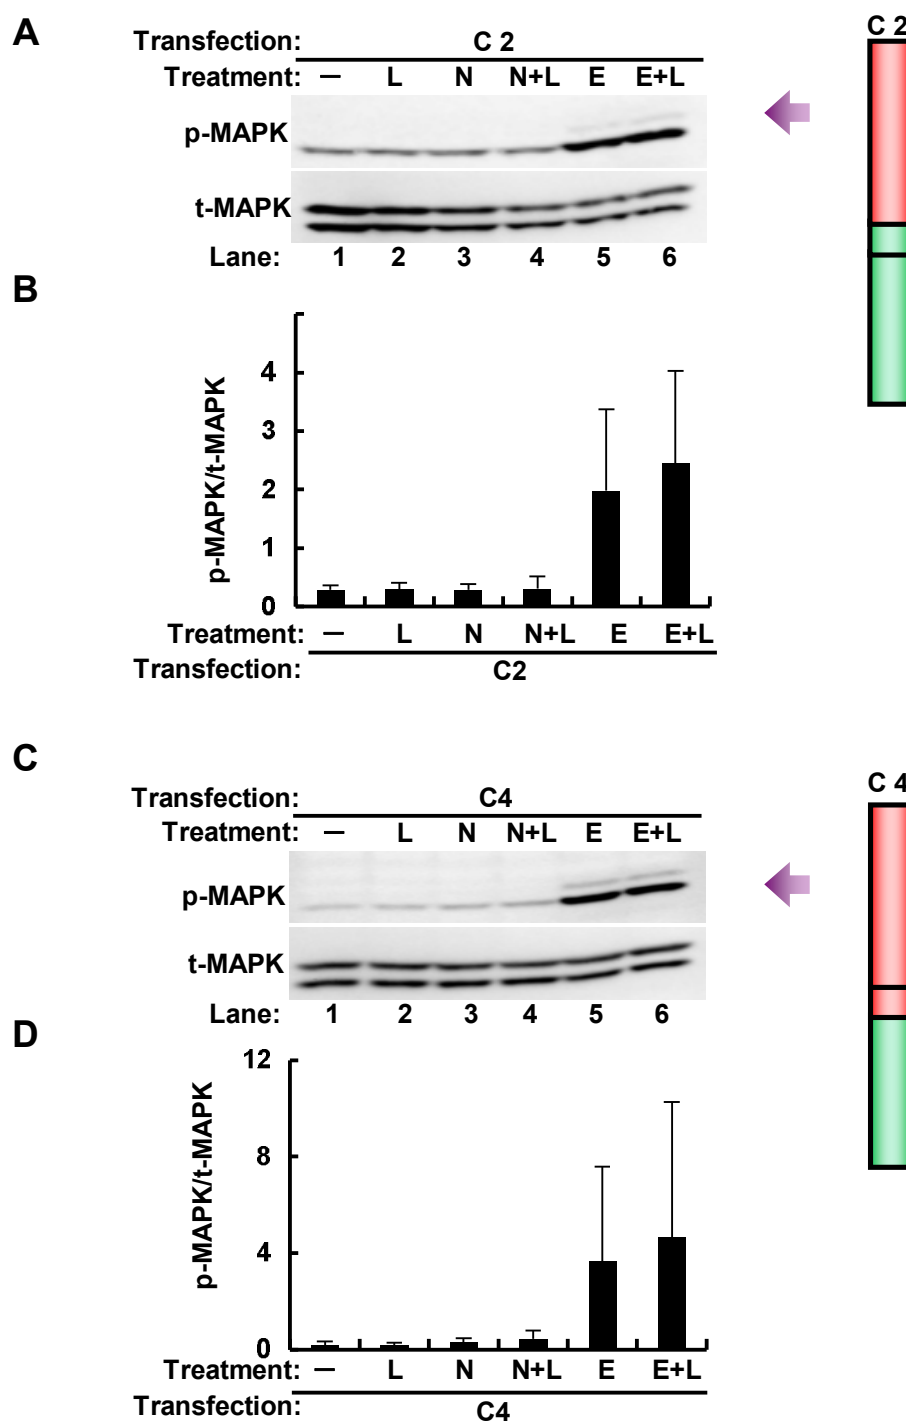 A
Transfection: C 2
Treatment: — L N N+L E E+L
p-MAPK
t-MAPK
Lane: 1 2 3 4 5 6
C 2
B
p-MAPK/t-MAPK
4
3
2
1
0
Treatment: — L N N+L E E+L
Transfection: C2
C
Transfection: C4
Treatment: — L N N+L E E+L
p-MAPK
t-MAPK
Lane: 1 2 3 4 5 6
C 4
D
p-MAPK/t-MAPK
12
8
4
0
Treatment: — L N N+L E E+L
Transfection: C4